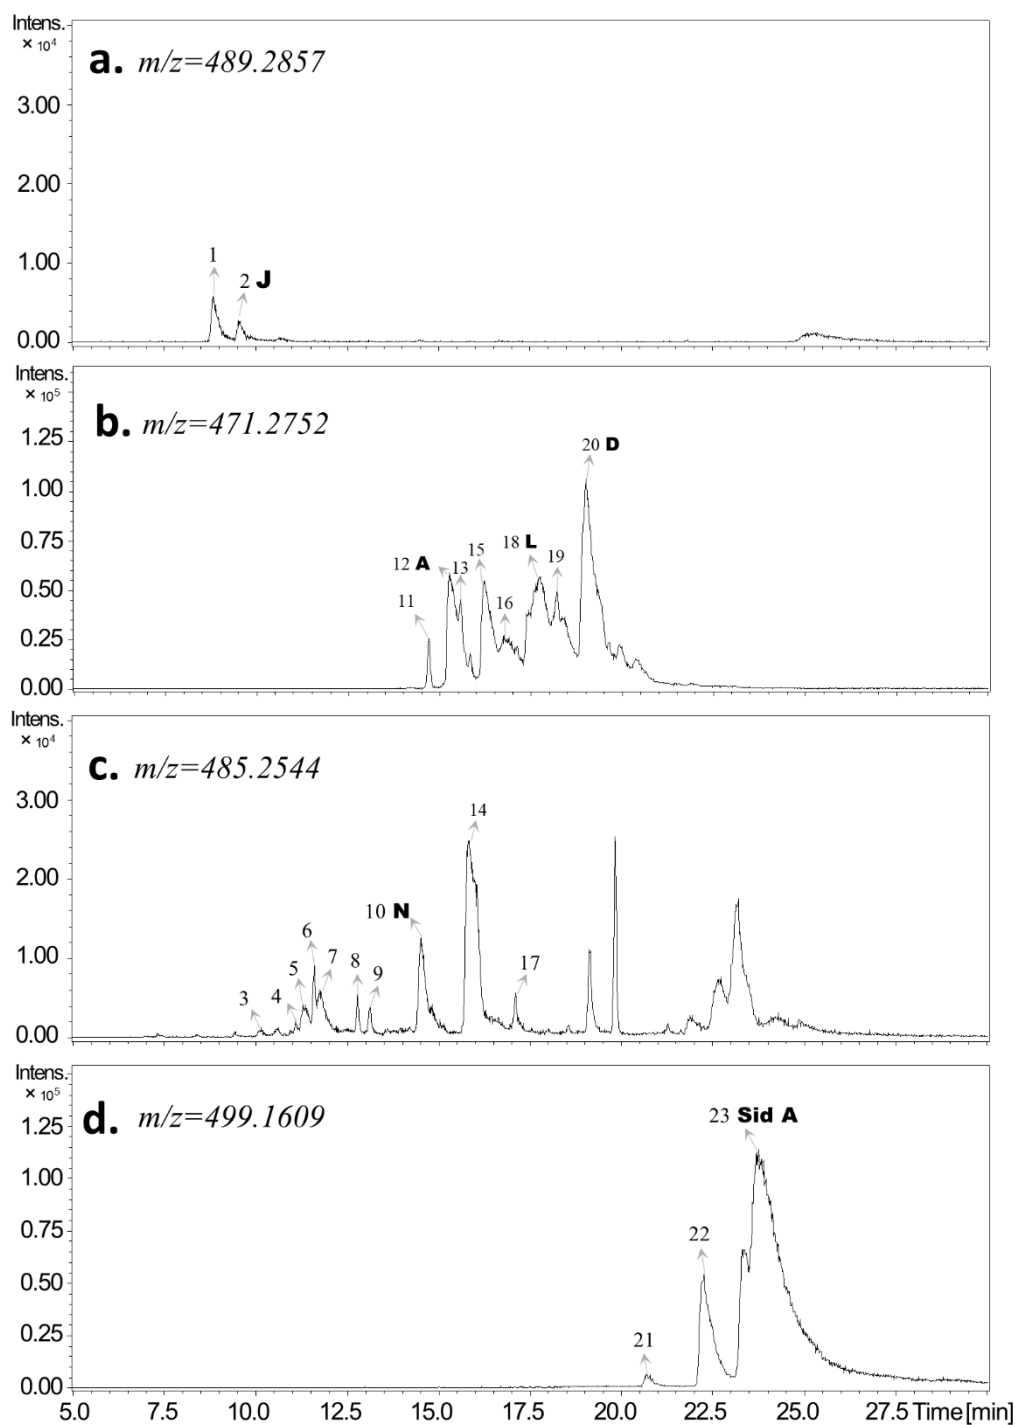 Intens.
× 10⁴
a. m/z=489.2857
3.00
2.00
1.00
1
2 J
0.00
Intens.
× 10⁵
b. m/z=471.2752
1.25
20 D
1.00
0.75
18 L
15
19
12 A
13
0.50
11
16
0.25
0.00
Intens.
× 10⁴
c. m/z=485.2544
3.00
14
2.00
10 N
6
1.00
7
8
17
5
9
4
3
0.00
Intens.
× 10⁵
d. m/z=499.1609
23 Sid A
1.25
1.00
0.75
22
0.50
21
0.25
0.00
5.0 7.5 10.0 12.5 15.0 17.5 20.0 22.5 25.0 27.5 Time [min]